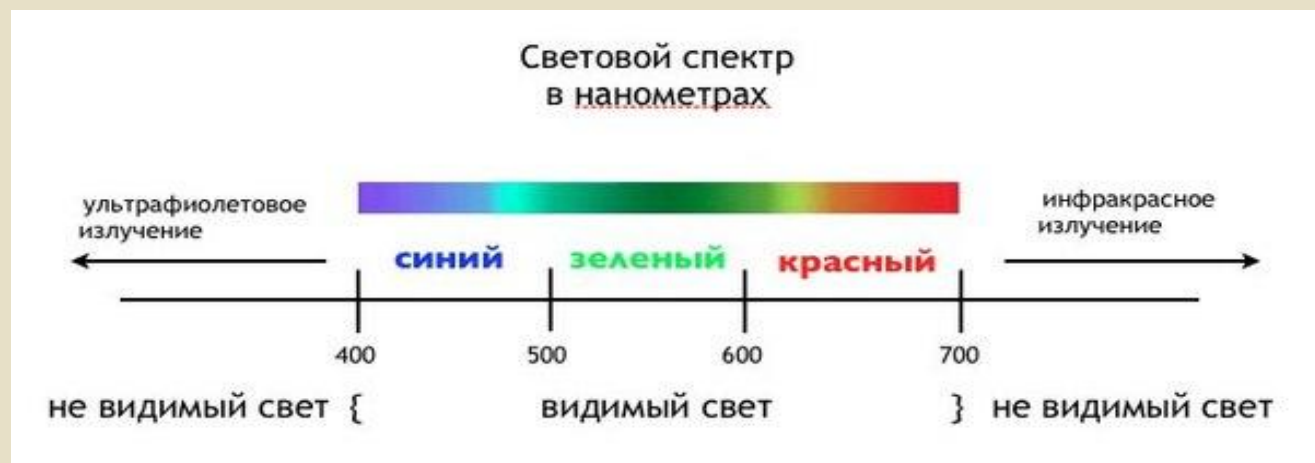 Световой спектр
в нанометрах
ультрафиолетовое
излучение
инфракрасное
излучение
синий зеленый красный
400 500 600 700
не видимый свет { видимый свет } не видимый свет